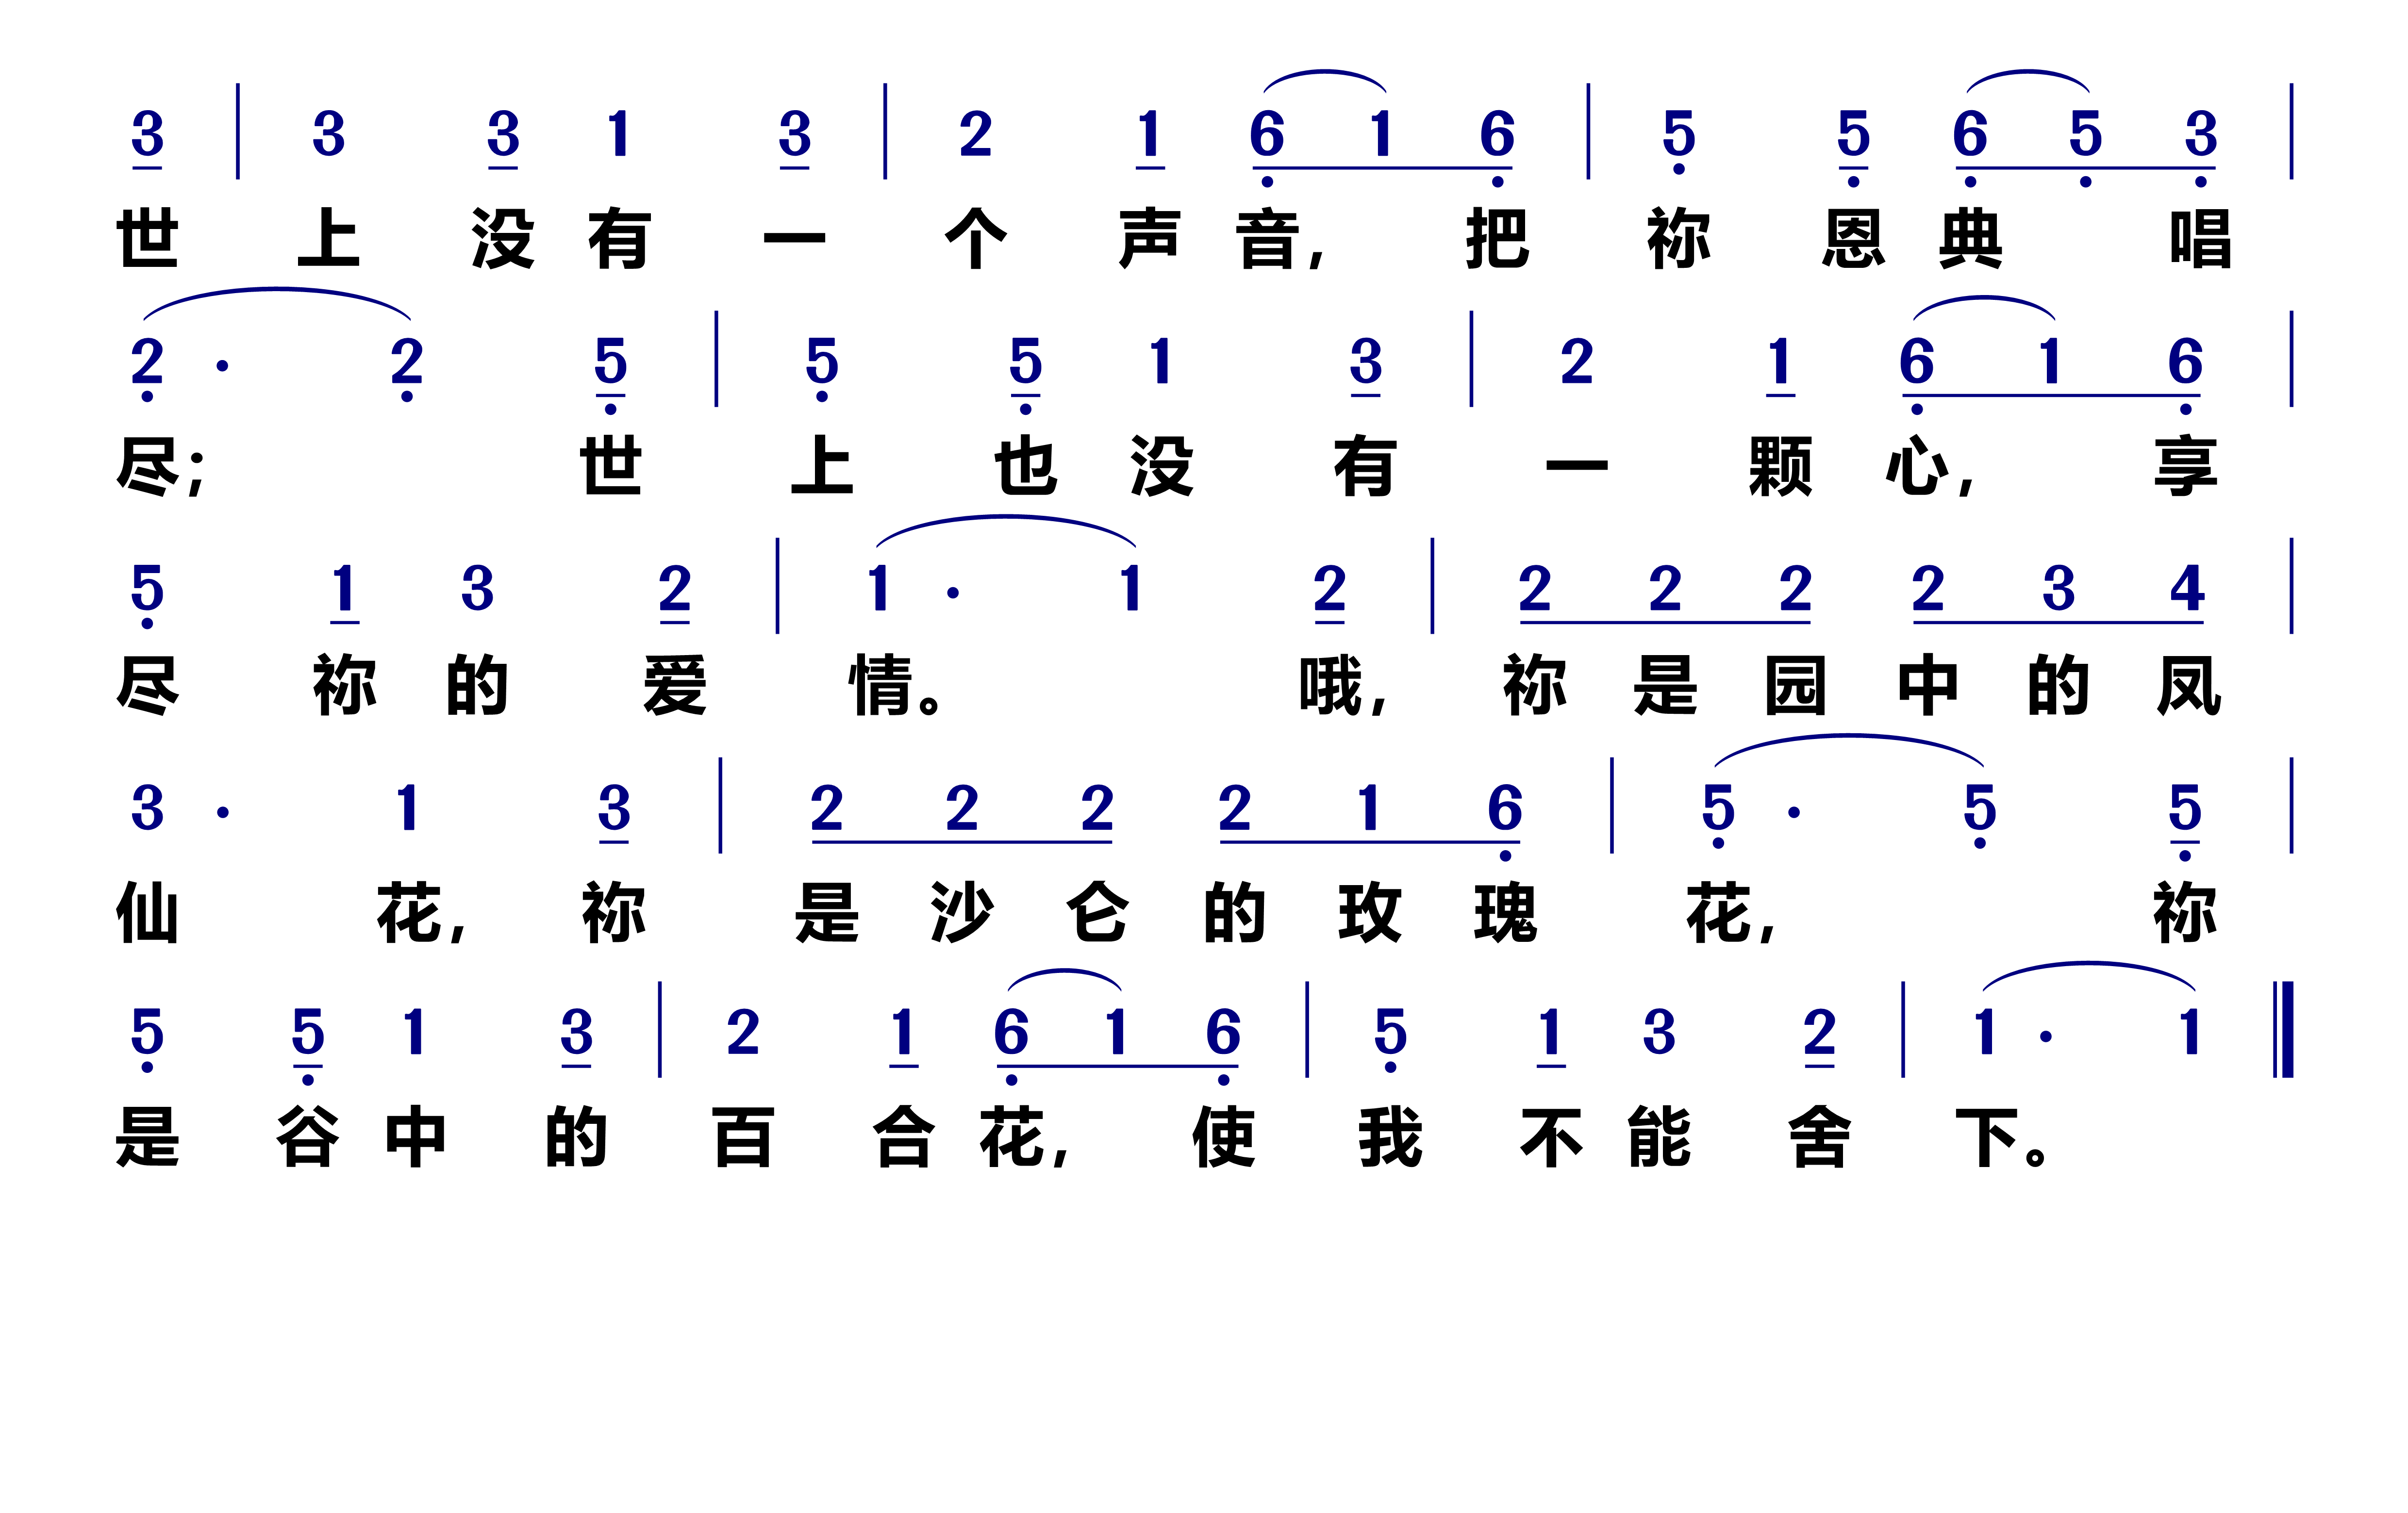 3 | 3 3 1 3 | 2 1 6 1 6 | 5 5 6 5 3 |
世 上 没 有 一 个 声 音, 把 祢 恩 典 唱
2 · 2 5 | 5 5 1 3 | 2 1 6 1 6 |
尽; 世 上 也 没 有 一 颗 心, 享
5 1 3 2 | 1 · 1 2 | 2 2 2 2 3 4 |
尽 祢 的 爱 情。 哦, 祢 是 园 中 的 凤
3 · 1 3 | 2 2 2 2 1 6 | 5 · 5 5 |
仙 花, 祢 是 沙 仑 的 玫 瑰 花, 祢
5 5 1 3 | 2 1 6 1 6 | 5 1 3 2 | 1 · 1 ‖
是 谷 中 的 百 合 花, 使 我 不 能 舍 下。